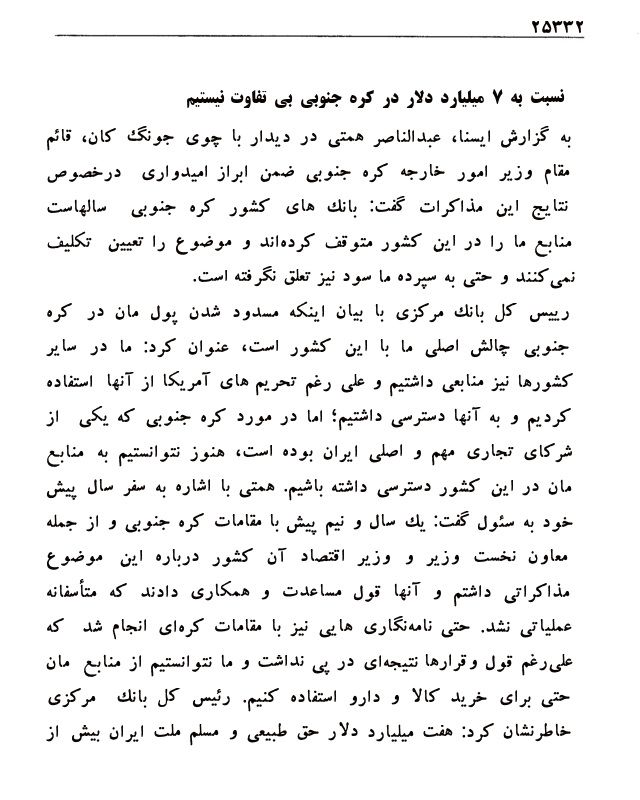 ۲۵۳۳۲
نسبت به ۷ میلیارد دلار در کره جنوبی بی تفاوت نیستیم
به گزارش ایسنا، عبدالناصر همتی در دیدار با چوی جونگ کان، قائم
مقام وزیر امور خارجه کره جنوبی ضمن ابراز امیدواری درخصوص
نتایج این مذاکرات گفت: بانک های کشور کره جنوبی سالهاست
منابع ما را در این کشور متوقف کرده‌اند و موضوع را تعیین تکلیف
نمی‌کنند و حتی به سپرده ما سود نیز تعلق نگرفته است.
رییس کل بانک مرکزی با بیان اینکه مسدود شدن پول مان در کره
جنوبی چالش اصلی ما با این کشور است، عنوان کرد: ما در سایر
کشورها نیز منابعی داشتیم و علی رغم تحریم های آمریکا از آنها استفاده
کردیم و به آنها دسترسی داشتیم؛ اما در مورد کره جنوبی که یکی از
شرکای تجاری مهم و اصلی ایران بوده است، هنوز نتوانستیم به منابع
مان در این کشور دسترسی داشته باشیم. همتی با اشاره به سفر سال پیش
خود به سئول گفت: یک سال و نیم پیش با مقامات کره جنوبی و از جمله
معاون نخست وزیر و وزیر اقتصاد آن کشور درباره این موضوع
مذاکراتی داشتم و آنها قول مساعدت و همکاری دادند که متأسفانه
عملیاتی نشد. حتی نامه‌نگاری هایی نیز با مقامات کره‌ای انجام شد که
علی‌رغم قول وقرارها نتیجه‌ای در پی نداشت و ما نتوانستیم از منابع مان
حتی برای خرید کالا و دارو استفاده کنیم. رئیس کل بانک مرکزی
خاطرنشان کرد: هفت میلیارد دلار حق طبیعی و مسلم ملت ایران بیش از